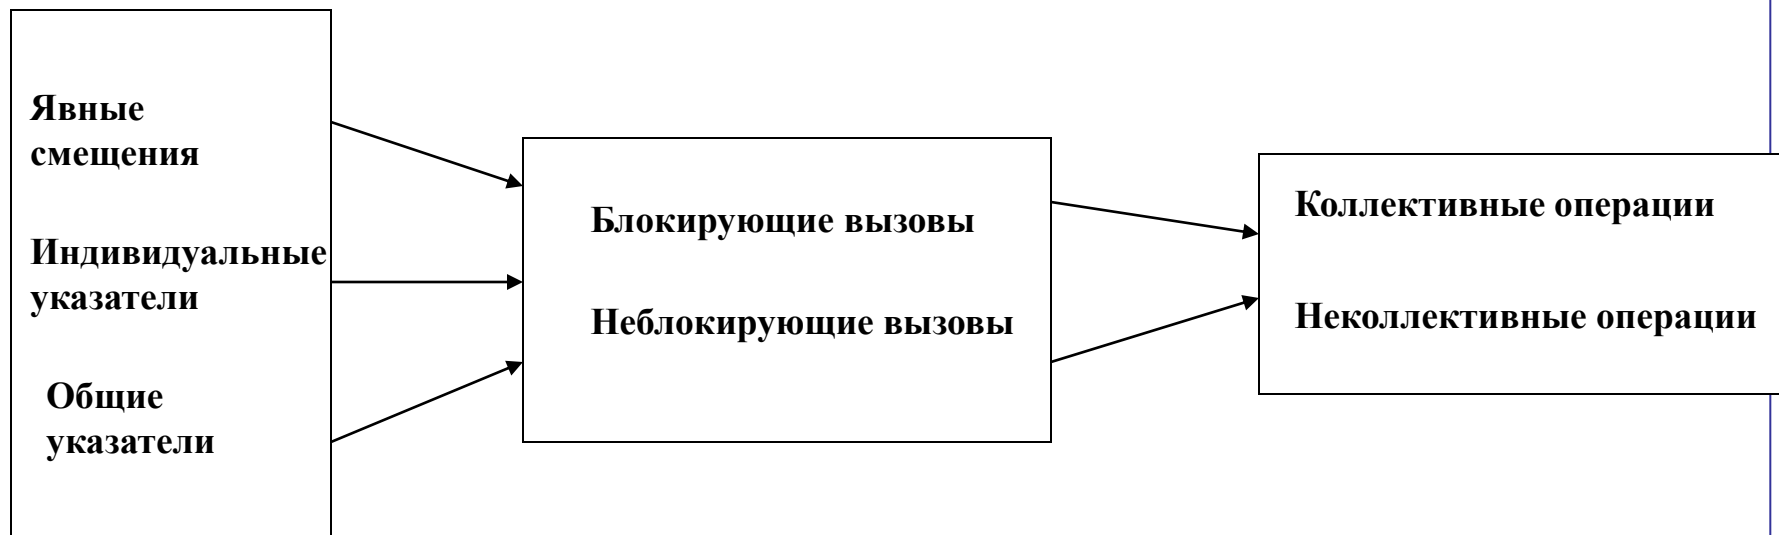 Явные
смещения
Индивидуальные
указатели
Общие
указатели
Блокирующие вызовы
Неблокирующие вызовы
Коллективные операции
Неколлективные операции